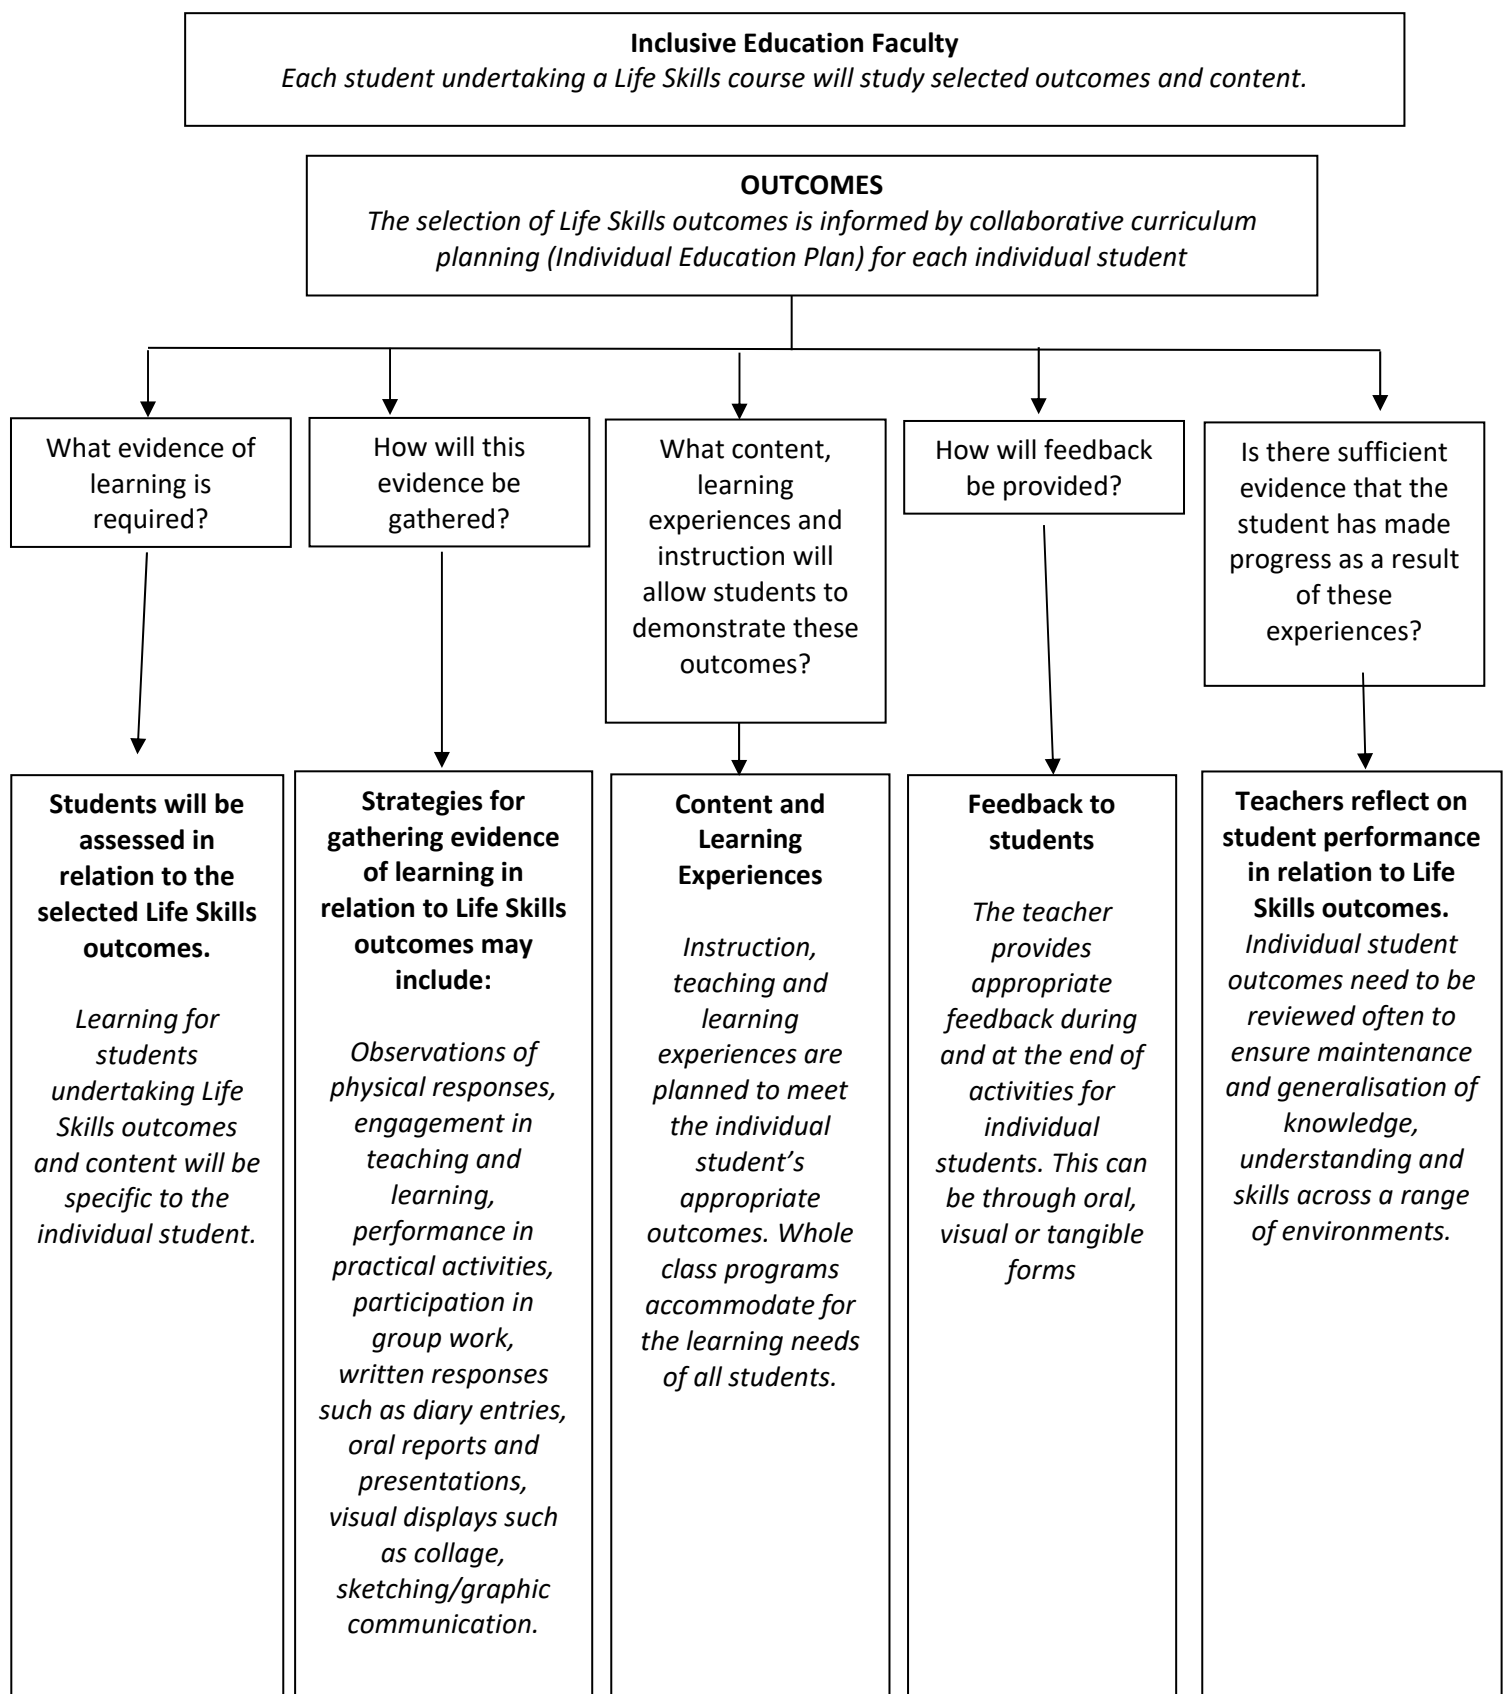 Inclusive Education Faculty
Each student undertaking a Life Skills course will study selected outcomes and content.
OUTCOMES
The selection of Life Skills outcomes is informed by collaborative curriculum
planning (Individual Education Plan) for each individual student
What evidence of
learning is
required?
How will this
evidence be
gathered?
What content,
learning
experiences and
instruction will
allow students to
demonstrate these
outcomes?
How will feedback
be provided?
Is there sufficient
evidence that the
student has made
progress as a result
of these
experiences?
Students will be
assessed in
relation to the
selected Life Skills
outcomes.
Learning for
students
undertaking Life
Skills outcomes
and content will be
specific to the
individual student.
Strategies for
gathering evidence
of learning in
relation to Life Skills
outcomes may
include:
Observations of
physical responses,
engagement in
teaching and
learning,
performance in
practical activities,
participation in
group work,
written responses
such as diary entries,
oral reports and
presentations,
visual displays such
as collage,
sketching/graphic
communication.
Content and
Learning
Experiences
Instruction,
teaching and
learning
experiences are
planned to meet
the individual
student’s
appropriate
outcomes. Whole
class programs
accommodate for
the learning needs
of all students.
Feedback to
students
The teacher
provides
appropriate
feedback during
and at the end of
activities for
individual
students. This can
be through oral,
visual or tangible
forms
Teachers reflect on
student performance
in relation to Life
Skills outcomes.
Individual student
outcomes need to be
reviewed often to
ensure maintenance
and generalisation of
knowledge,
understanding and
skills across a range
of environments.